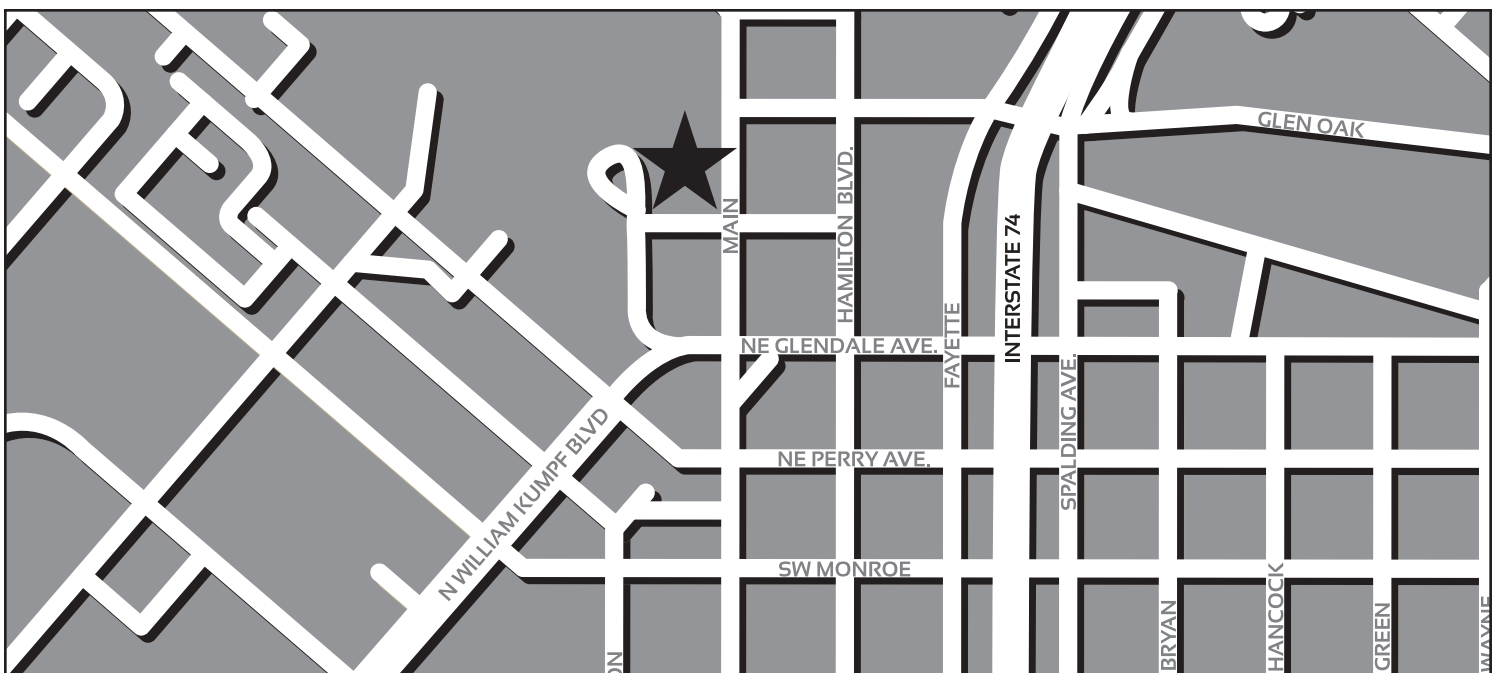 GLEN OAK
MAIN
HAMILTON BLVD.
INTERSTATE 74
FAYETTE
NE GLENDALE AVE.
SPALDING AVE.
N WILLIAM KUMPF BLVD
NE PERRY AVE.
SW MONROE
BRYAN
HANCOCK
GREEN
WAYNE
ON